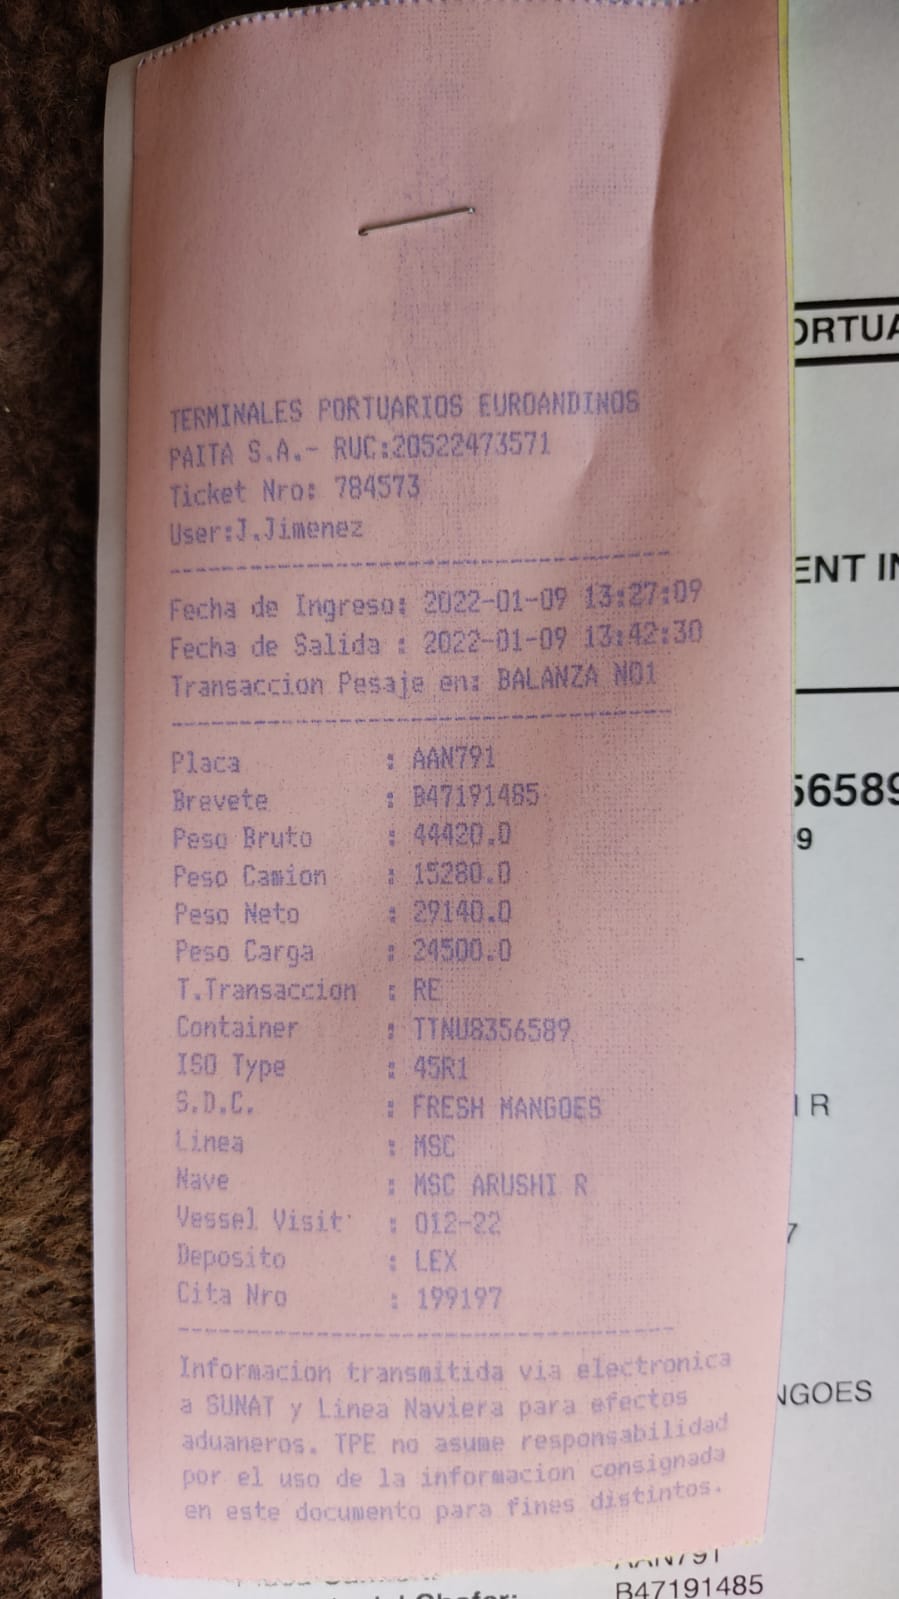 TERMINALES PORTUARIOS EUROANDINOS
PAITA S.A.- RUC:20522473571
Ticket Nro: 784573
User:J.Jimenez
Fecha de Ingreso: 2022-01-09 13:27:09
Fecha de Salida : 2022-01-09 13:42:30
Transaccion Pesaje en: BALANZA NO1
Placa : AAN791
Brevete : B47191485
Peso Bruto : 44420.0
Peso Camion : 15280.0
Peso Neto : 29140.0
Peso Carga : 24500.0
T.Transaccion : RE
Container : TTNU8356589
ISO Type : 45R1
S.D.C. : FRESH MANGOES
Linea : MSC
Nave : MSC ARUSHI R
Vessel Visit : 012-22
Deposito : LEX
Cita Nro : 199197
Informacion transmitida via electronica
a SUNAT y Linea Naviera para efectos
aduaneros. TPE no asume responsabilidad
por el uso de la informacion consignada
en este documento para fines distintos.
ORTUA
ENT IN
56589
9
I R
7
NGOES
AAN791
B47191485